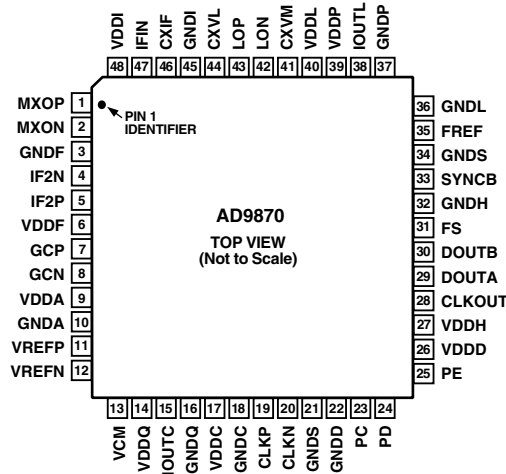 VDDI IFIN CXIF GNDI CXVL LOP LON CXVM VDDL VDDP IOUTL GNDP
48 47 46 45 44 43 42 41 40 39 38 37
MXOP 1
MXON 2
GNDF 3
IF2N 4
IF2P 5
VDDF 6
GCP 7
GCN 8
VDDA 9
GNDA 10
VREFP 11
VREFN 12
PIN 1
IDENTIFIER
AD9870
TOP VIEW
(Not to Scale)
36 GNDL
35 FREF
34 GNDS
33 SYNCB
32 GNDH
31 FS
30 DOUTB
29 DOUTA
28 CLKOUT
27 VDDH
26 VDDD
25 PE
13 14 15 16 17 18 19 20 21 22 23 24
VCM VDDQ IOUTC GNDQ VDDC GNDC CLKP CLKN GNDS GNDD PC PD